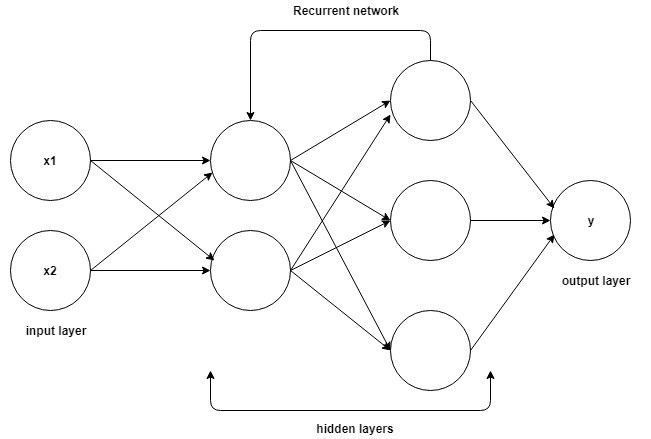 Recurrent network
x1
x2
y
input layer
output layer
hidden layers